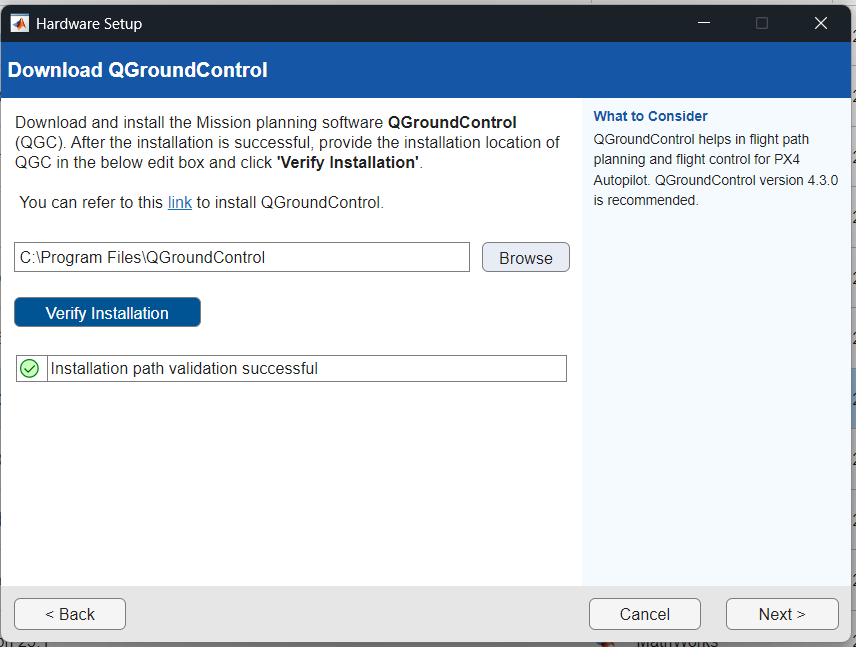 Hardware Setup
Download QGroundControl
Download and install the Mission planning software QGroundControl
(QGC). After the installation is successful, provide the installation location of
QGC in the below edit box and click 'Verify Installation'.
You can refer to this link to install QGroundControl.
C:\Program Files\QGroundControl
Browse
Verify Installation
Installation path validation successful
What to Consider
QGroundControl helps in flight path
planning and flight control for PX4
Autopilot. QGroundControl version 4.3.0
is recommended.
< Back
Cancel
Next >